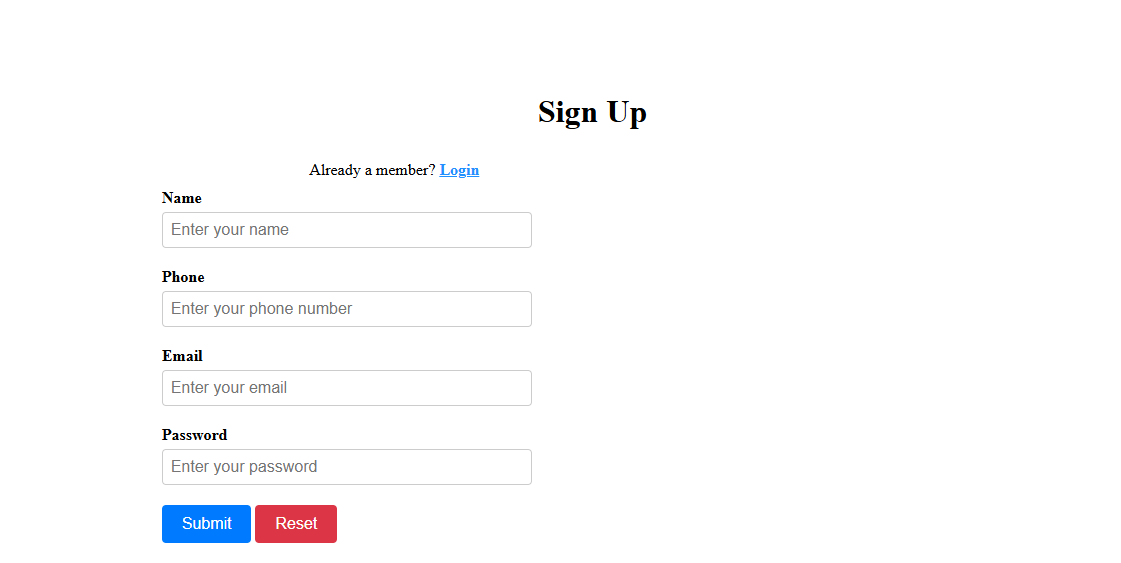 Sign Up
Already a member? Login
Name
Enter your name
Phone
Enter your phone number
Email
Enter your email
Password
Enter your password
Submit Reset